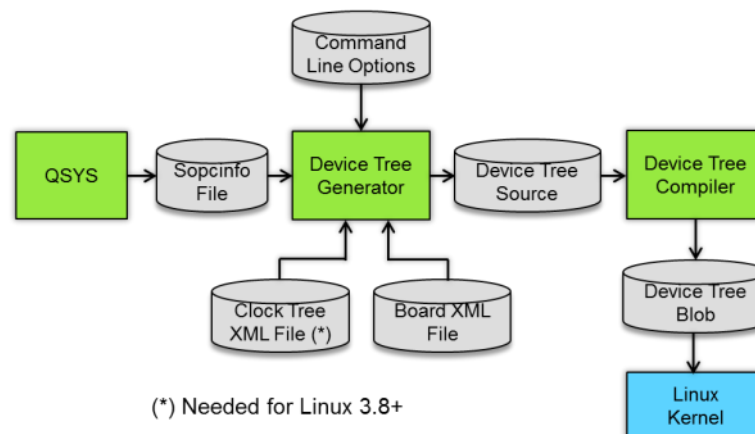 Command
Line Options
QSYS
Sopcinfo
File
Device Tree
Generator
Device Tree
Source
Device Tree
Compiler
Clock Tree
XML File (*)
Board XML
File
Device Tree
Blob
(*) Needed for Linux 3.8+
Linux
Kernel